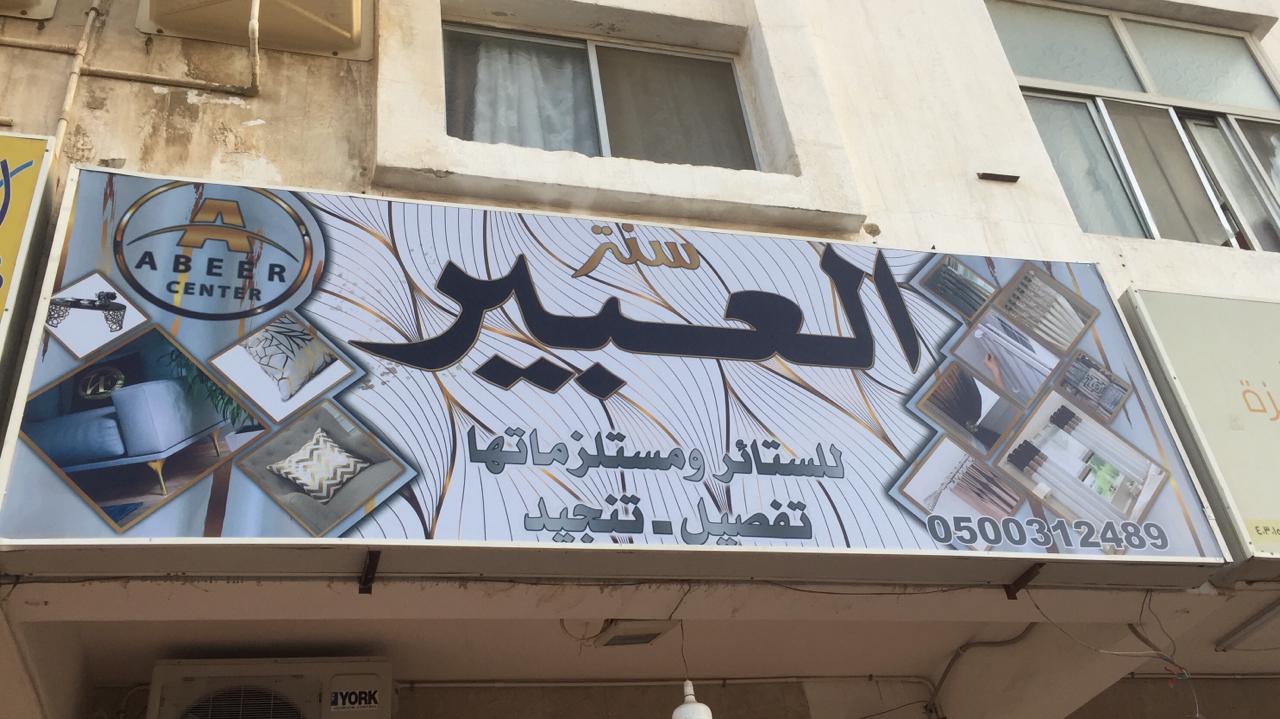 سنتر
العبير
A
ABEER
CENTER
للستائر ومستلزماتها
تفصيل - تنجيد
0500312489
YORK